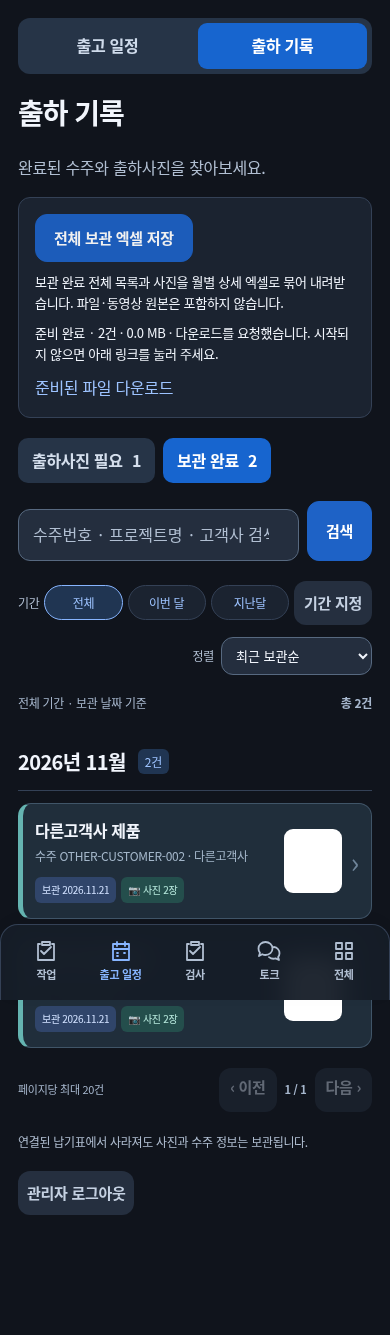 출고 일정
출하 기록
출하 기록
완료된 수주와 출하사진을 찾아보세요.
전체 보관 엑셀 저장
보관 완료 전체 목록과 사진을 월별 상세 엑셀로 묶어 내려받
습니다. 파일·동영상 원본은 포함하지 않습니다.
준비 완료 · 2건 · 0.0 MB · 다운로드를 요청했습니다. 시작되
지 않으면 아래 링크를 눌러 주세요.
준비된 파일 다운로드
출하사진 필요 1
보관 완료 2
수주번호 · 프로젝트명 · 고객사
검색
기간
전체
이번 달
지난달
기간 지정
정렬
최근 보관순
전체 기간 · 보관 날짜 기준
총 2건
2026년 11월
2건
다른고객사 제품
수주 OTHER-CUSTOMER-002 · 다른고객사
보관 2026.11.21
📷 사진 2장
›
작업
출고 일정
검사
토크
전체
보관 2026.11.21
📷 사진 2장
페이지당 최대 20건
‹ 이전
1 / 1
다음 ›
연결된 납기표에서 사라져도 사진과 수주 정보는 보관됩니다.
관리자 로그아웃